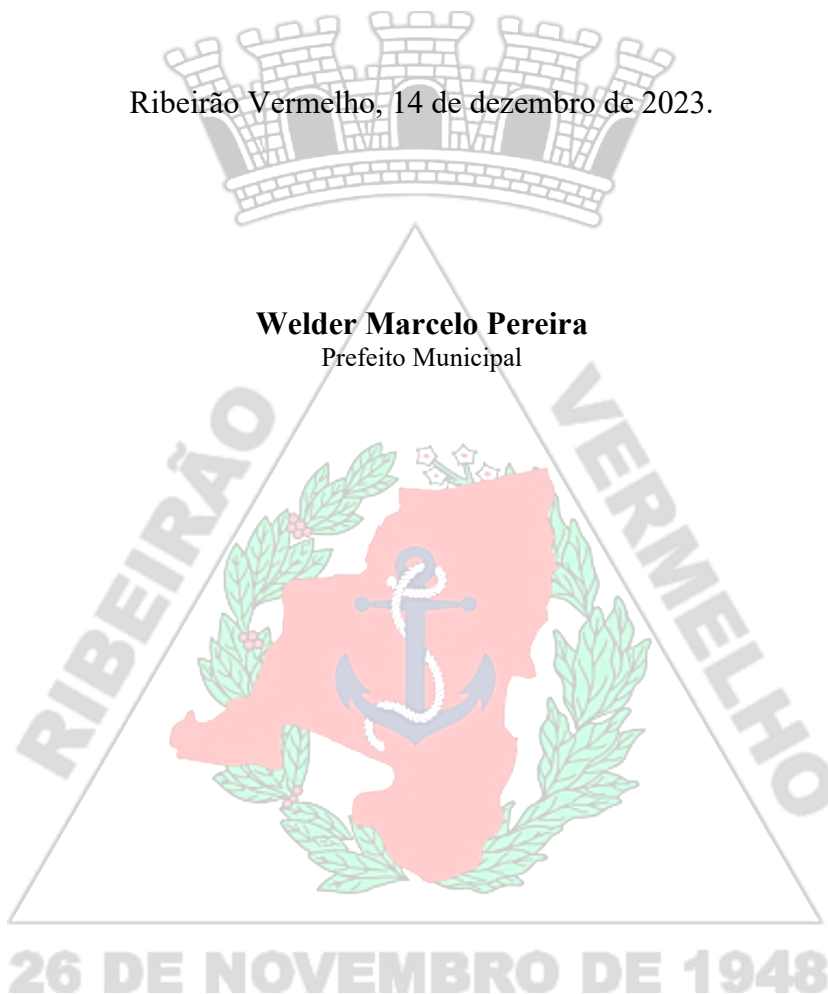 Ribeirão Vermelho, 14 de dezembro de 2023.
Welder Marcelo Pereira
Prefeito Municipal
RIBEIRÃO
VERMELHO
26 DE NOVEMBRO DE 1948